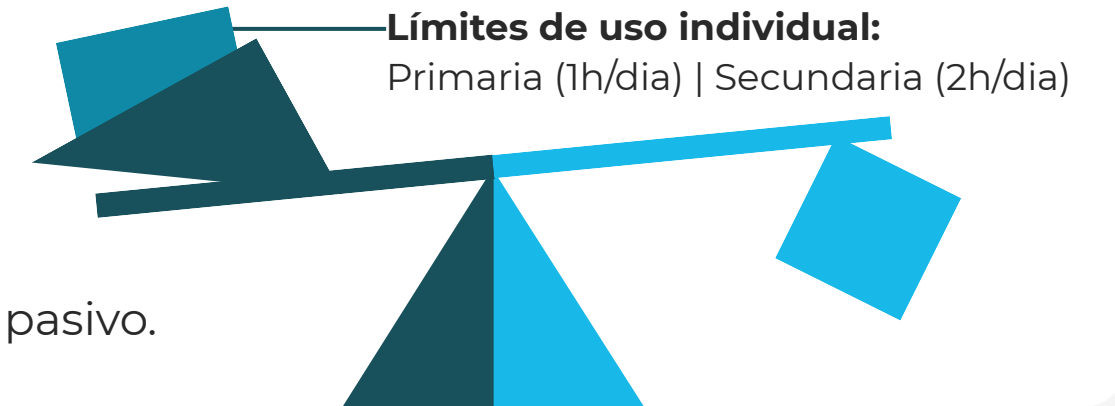 Límites de uso individual:
Primaria (1h/dia) | Secundaria (2h/dia)
pasivo.